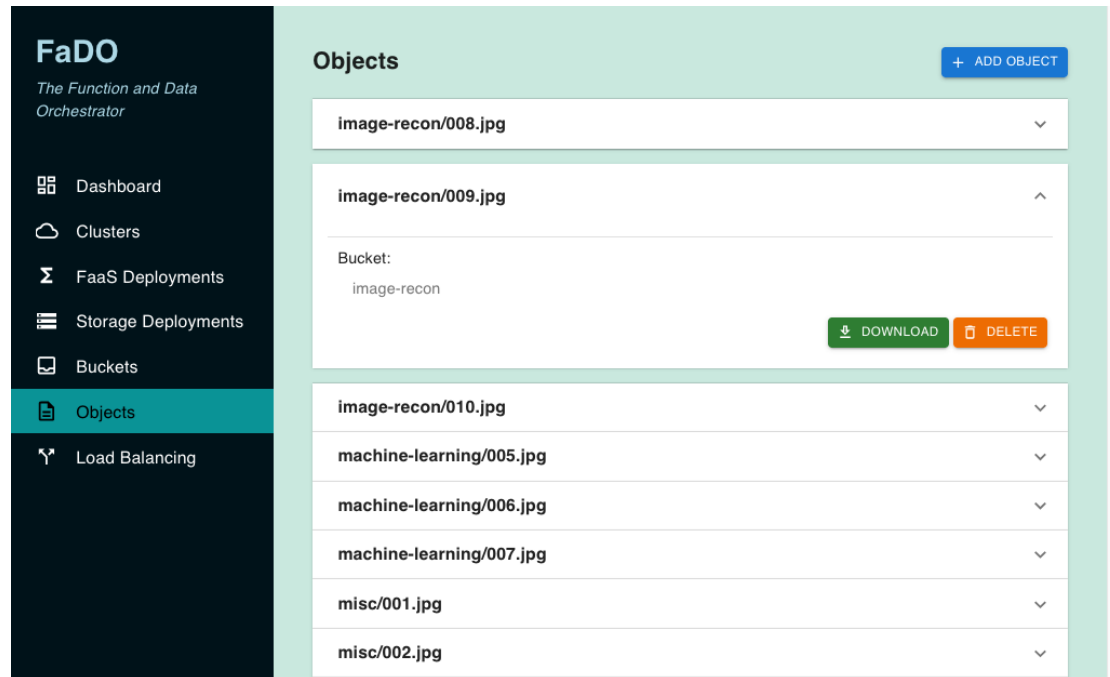 FaDO
The Function and Data
Orchestrator
Dashboard
Clusters
FaaS Deployments
Storage Deployments
Buckets
Objects
Load Balancing
Objects
+ ADD OBJECT
image-recon/008.jpg
image-recon/009.jpg
Bucket:
image-recon
DOWNLOAD
DELETE
image-recon/010.jpg
machine-learning/005.jpg
machine-learning/006.jpg
machine-learning/007.jpg
misc/001.jpg
misc/002.jpg